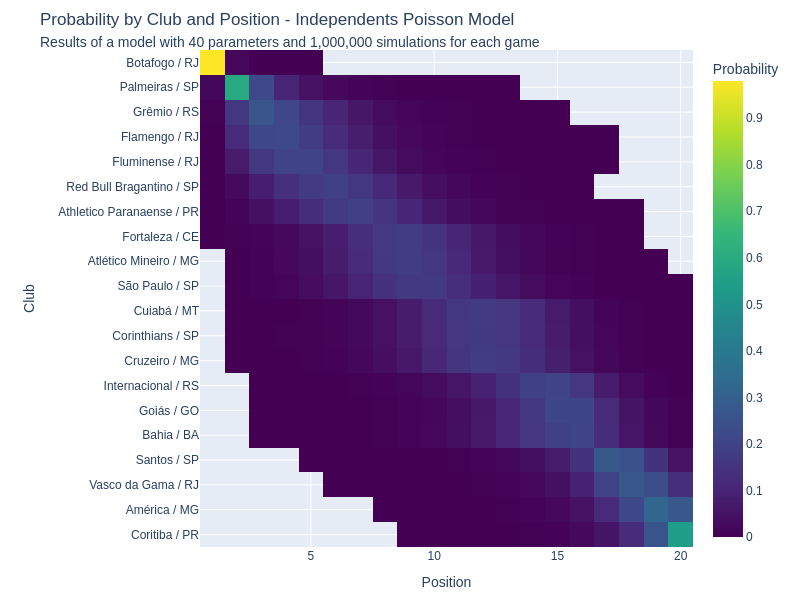 Probability by Club and Position - Independents Poisson Model
Results of a model with 40 parameters and 1,000,000 simulations for each game
Probability
Club
Botafogo / RJ
Palmeiras / SP
Grêmio / RS
Flamengo / RJ
Fluminense / RJ
Red Bull Bragantino / SP
Athletico Paranaense / PR
Fortaleza / CE
Atlético Mineiro / MG
São Paulo / SP
Cuiabá / MT
Corinthians / SP
Cruzeiro / MG
Internacional / RS
Goiás / GO
Bahia / BA
Santos / SP
Vasco da Gama / RJ
América / MG
Coritiba / PR
0.9
0.8
0.7
0.6
0.5
0.4
0.3
0.2
0.1
0
5 10 15 20
Position